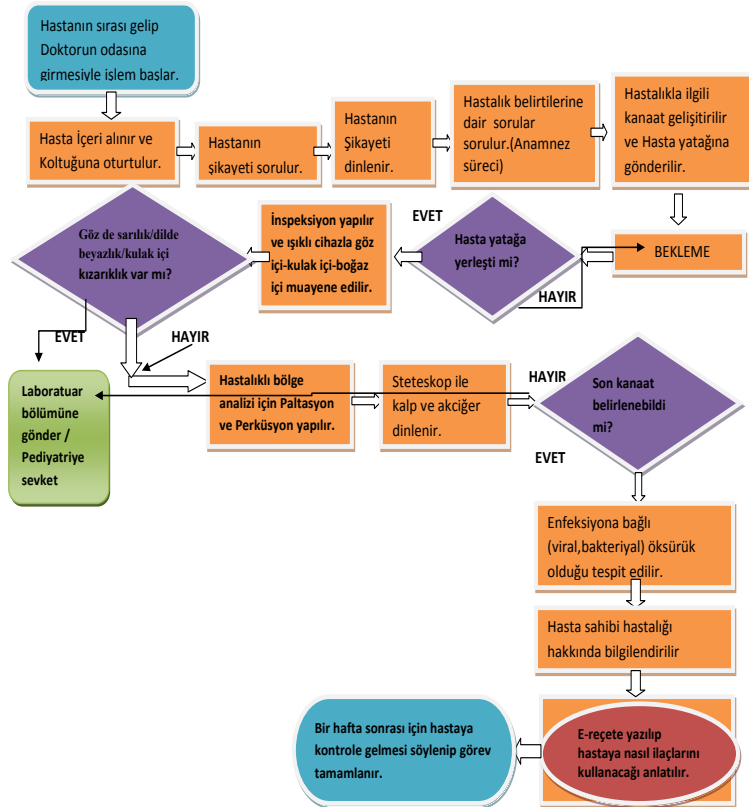 Hastanın sırası gelip
Doktorun odasına
girmesiyle işlem başlar.
Hasta İçeri alınır ve
Koltuğuna oturtulur.
Hastanın
şikayeti sorulur.
Hastanın
Şikayeti
dinlenir.
Hastalık belirtilerine
dair sorular
sorulur.(Anamnez
süreci)
Hastalıkla ilgili
kanaat gelişitirilir
ve Hasta yatağına
gönderilir.
BEKLEME
Hasta yatağa
yerleşti mi?
EVET
HAYIR
İnspeksiyon yapılır
ve ışıklı cihazla göz
içi-kulak içi-boğaz
içi muayene edilir.
Göz de sarılık/dilde
beyazlık/kulak içi
kızarıklık var mı?
EVET
HAYIR
Laboratuar
bölümüne
gönder /
Pediyatriye
sevket
Hastalıklı bölge
analizi için Paltasyon
ve Perküsyon yapılır.
Steteskop ile
kalp ve akciğer
dinlenir.
HAYIR
Son kanaat
belirlenebildi
mi?
EVET
Enfeksiyona bağlı
(viral,bakteriyal) öksürük
olduğu tespit edilir.
Hasta sahibi hastalığı
hakkında bilgilendirilir
E-reçete yazılıp
hastaya nasıl ilaçlarını
kullanacağı anlatılır.
Bir hafta sonrası için hastaya
kontrole gelmesi söylenip görev
tamamlanır.